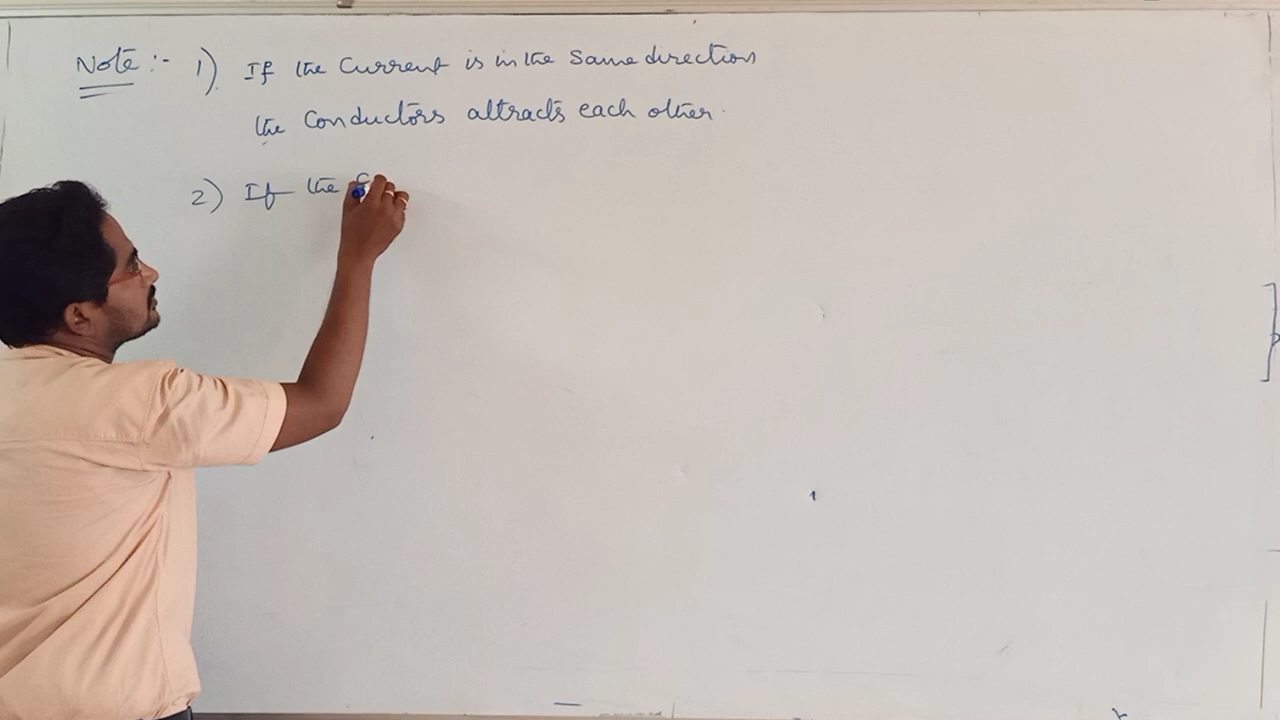 Note :- 1) If the Current is in the Same direction
the Conductors attracts each other.
2) If the C